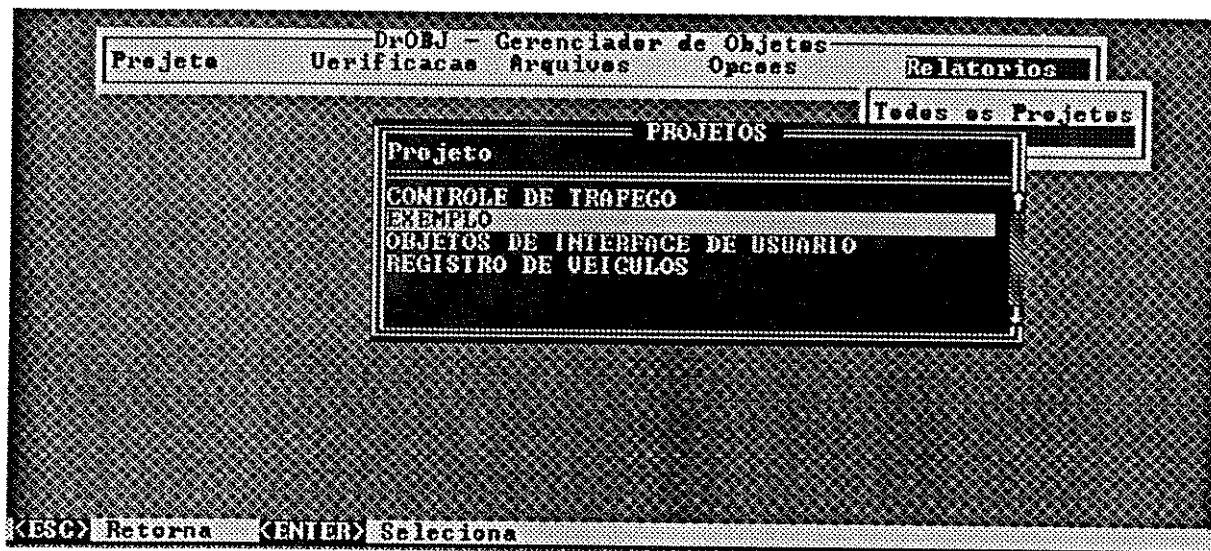 DrOBJ - Gerenciador de Objetos
Projeto Verificacao Arquivos Opcoes Relatorios
Todos os Projetos
PROJETOS
Projeto
CONTROLE DE TRAFEGO
EXEMPLO
OBJETOS DE INTERFACE DE USUARIO
REGISTRO DE VEICULOS
<ESC> Retorna <ENTER> Seleciona